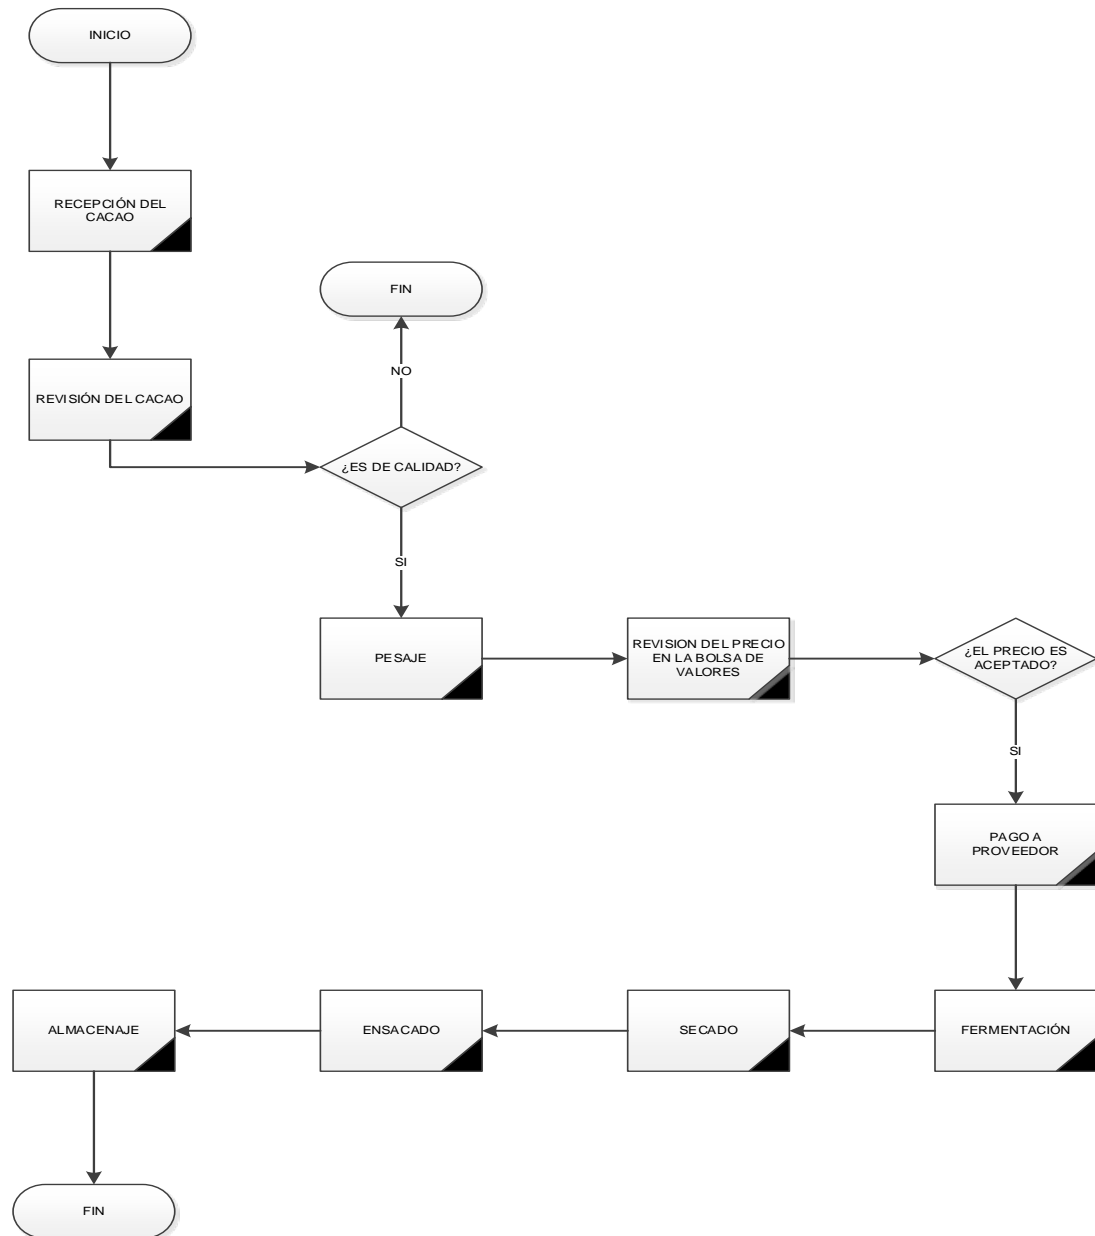 INICIO
RECEPCIÓN DEL
CACAO
REVISIÓN DEL CACAO
FIN
NO
¿ES DE CALIDAD?
SI
PESAJE
REVISION DEL PRECIO
EN LA BOLSA DE
VALORES
¿EL PRECIO ES
ACEPTADO?
SI
PAGO A
PROVEEDOR
FERMENTACIÓN
SECADO
ENSACADO
ALMACENAJE
FIN